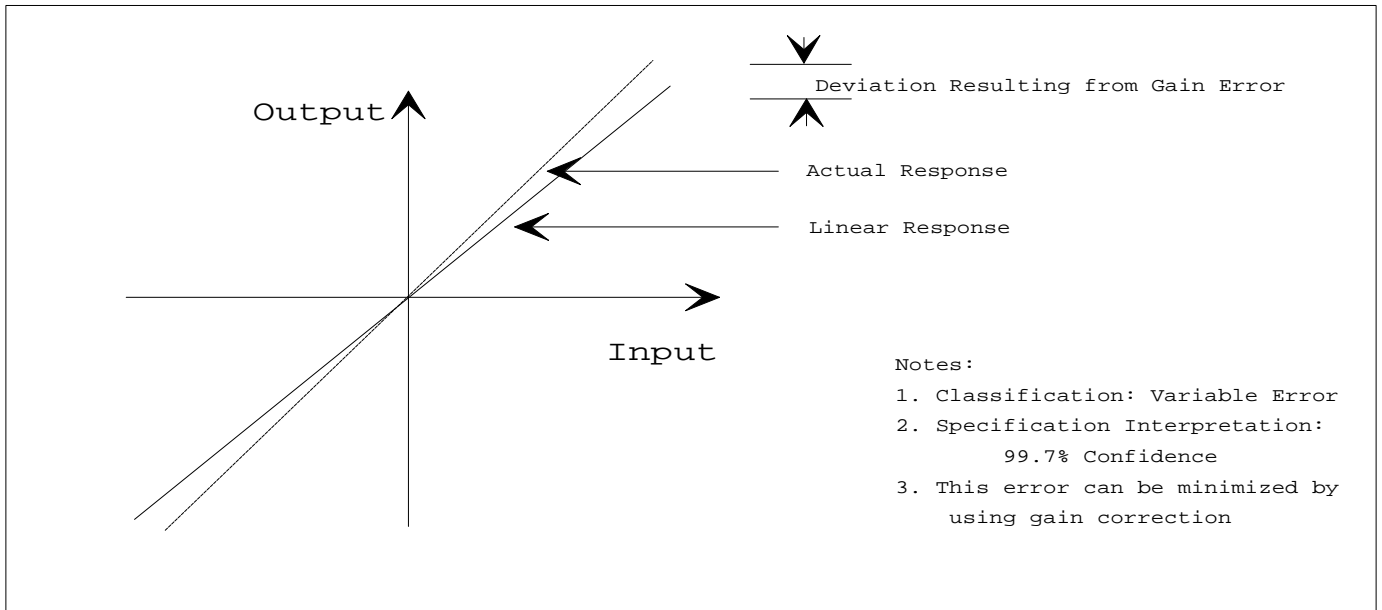 Deviation Resulting from Gain Error
Output
Actual Response
Linear Response
Input
Notes:
1. Classification: Variable Error
2. Specification Interpretation:
99.7% Confidence
3. This error can be minimized by
using gain correction